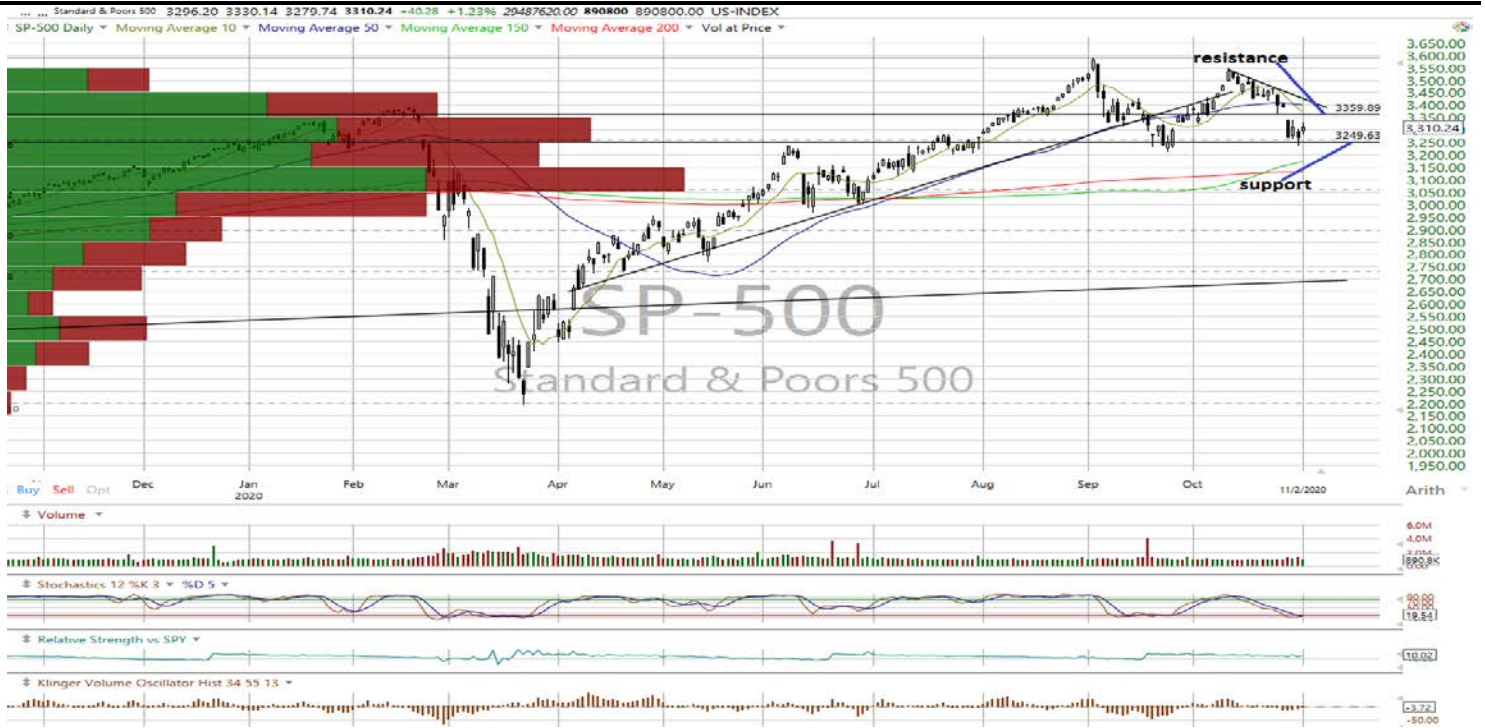 ... ... Standard & Poors 500 3296.20 3330.14 3279.74 3310.24 +40.28 +1.23% 29487620.00 890800 890800.00 US-INDEX
SP-500 Daily Moving Average 10 Moving Average 50 Moving Average 150 Moving Average 200 Vol at Price
3,650.00
3,600.00
3,550.00
3,500.00
3,450.00
3,400.00
3,310.24
3,250.00
3,200.00
3,150.00
3,100.00
3,050.00
3,000.00
2,950.00
2,900.00
2,850.00
2,800.00
2,750.00
2,700.00
2,650.00
2,600.00
2,550.00
2,500.00
2,450.00
2,400.00
2,350.00
2,300.00
2,250.00
2,200.00
2,150.00
2,100.00
2,050.00
2,000.00
1,950.00
resistance
3359.89
3249.63
support
SP-500
Standard & Poors 500
Buy Sell Opt Dec Jan Feb Mar Apr May Jun Jul Aug Sep Oct 11/2/2020 Arith
2020
Volume
6.0M
4.0M
890.8K
Stochastics 12 %K 3 %D 5
19.54
Relative Strength vs SPY
10.02
Klinger Volume Oscillator Hist 34 55 13
-3.72
-50.00